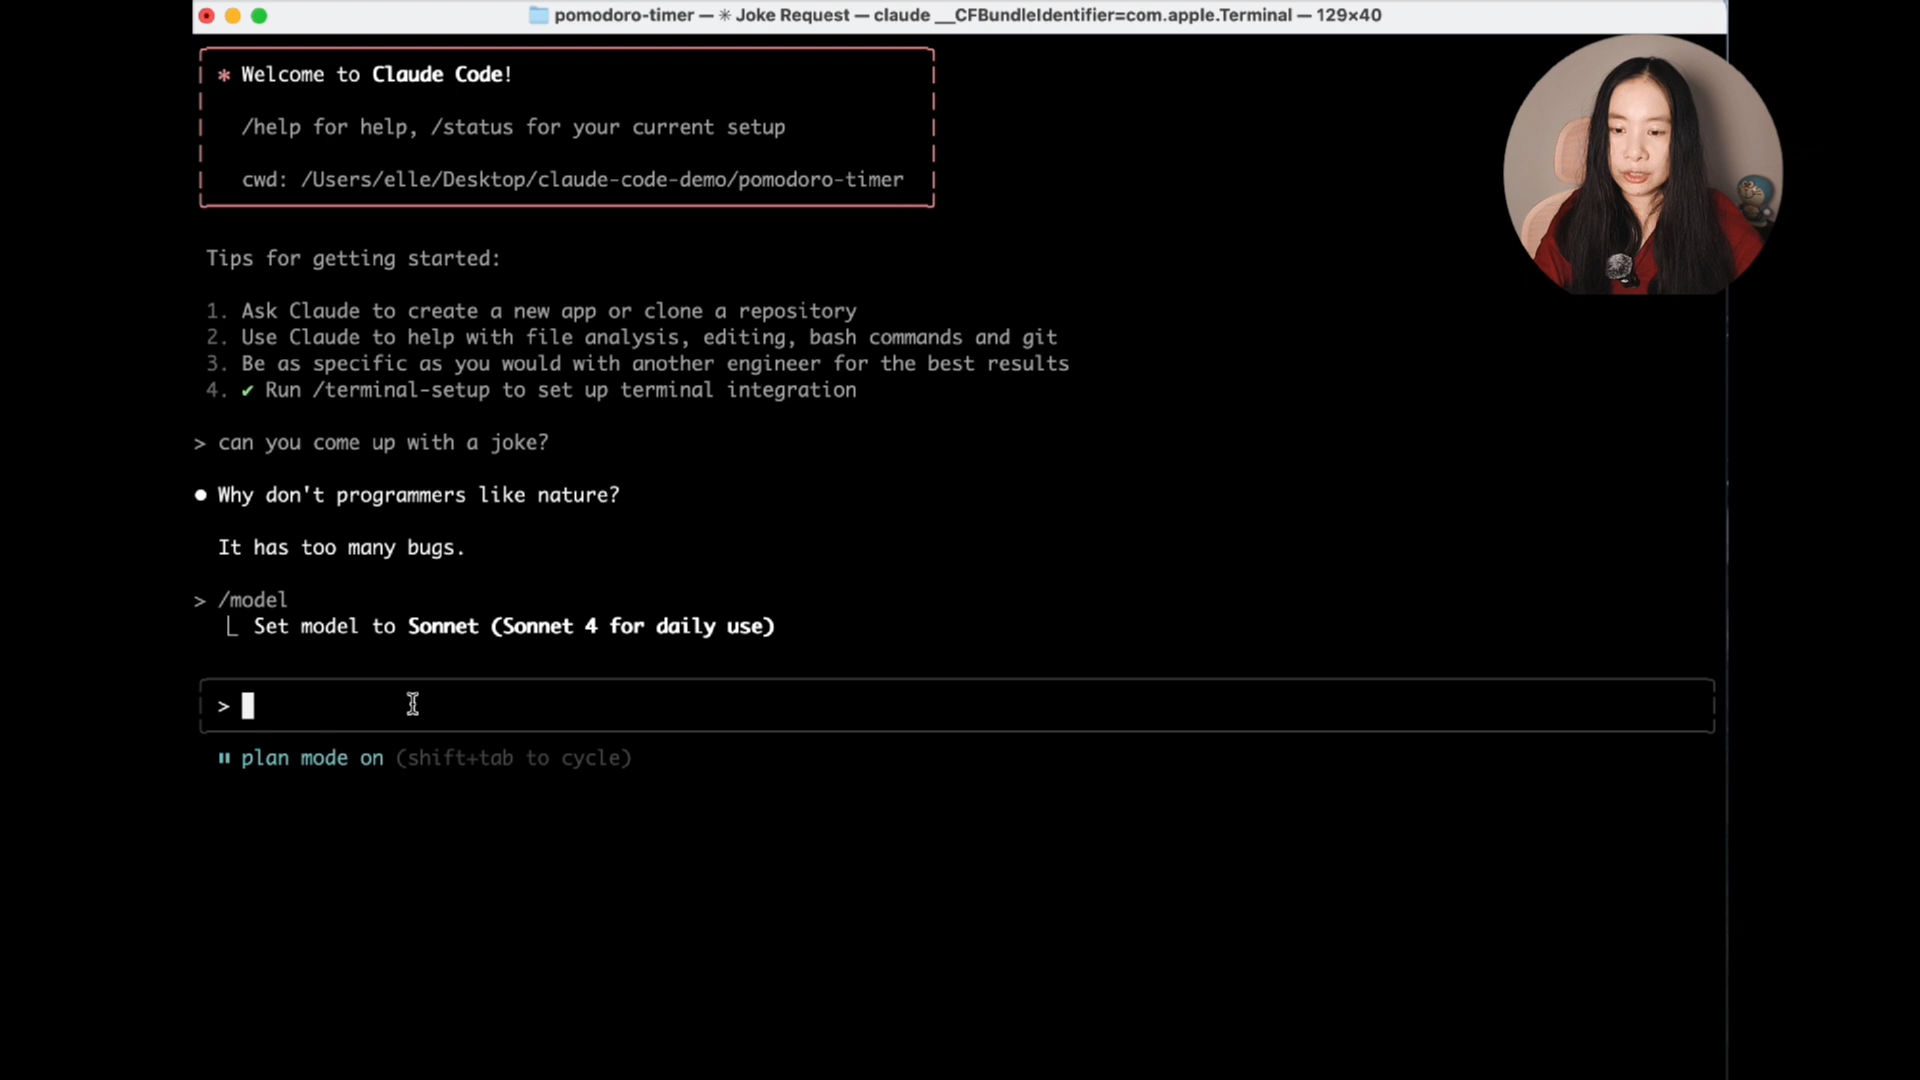 pomodoro-timer — ✳ Joke Request — claude __CFBundleIdentifier=com.apple.Terminal — 129×40
* Welcome to Claude Code!
/help for help, /status for your current setup
cwd: /Users/elle/Desktop/claude-code-demo/pomodoro-timer
Tips for getting started:
1. Ask Claude to create a new app or clone a repository
2. Use Claude to help with file analysis, editing, bash commands and git
3. Be as specific as you would with another engineer for the best results
4. ✔ Run /terminal-setup to set up terminal integration
> can you come up with a joke?
● Why don't programmers like nature?
It has too many bugs.
> /model
⎿ Set model to Sonnet (Sonnet 4 for daily use)
>
⏸ plan mode on (shift+tab to cycle)